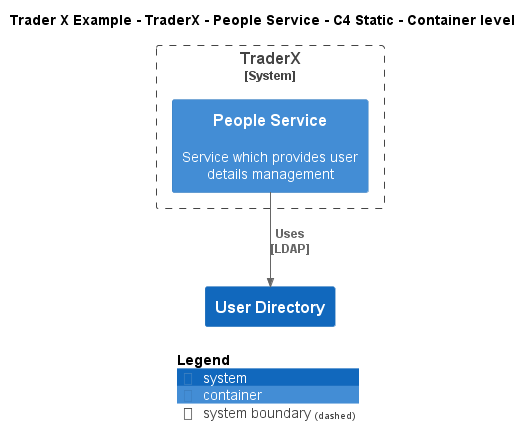 Trader X Example - TraderX - People Service - C4 Static - Container level
TraderX
[System]
People Service
Service which provides user
details management
Uses
[LDAP]
User Directory
Legend
system
container
system boundary (dashed)